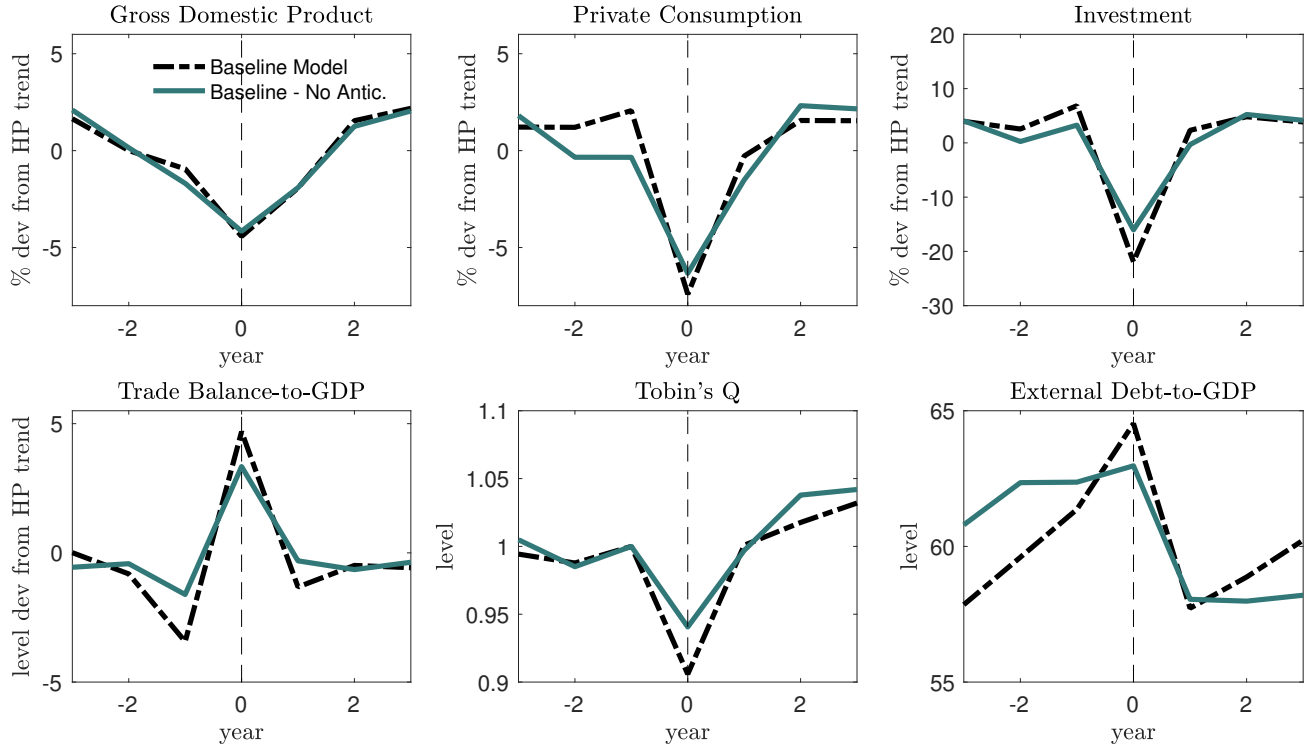 Gross Domestic Product
% dev from HP trend
5
0
-5
Baseline Model
Baseline - No Antic.
-2
0
2
year
Private Consumption
% dev from HP trend
5
0
-5
-2
0
2
year
Investment
% dev from HP trend
20
10
0
-10
-20
-30
-2
0
2
year
Trade Balance-to-GDP
level dev from HP trend
5
0
-5
-2
0
2
year
Tobin's Q
level
1.1
1.05
1
0.95
0.9
-2
0
2
year
External Debt-to-GDP
level
65
60
55
-2
0
2
year